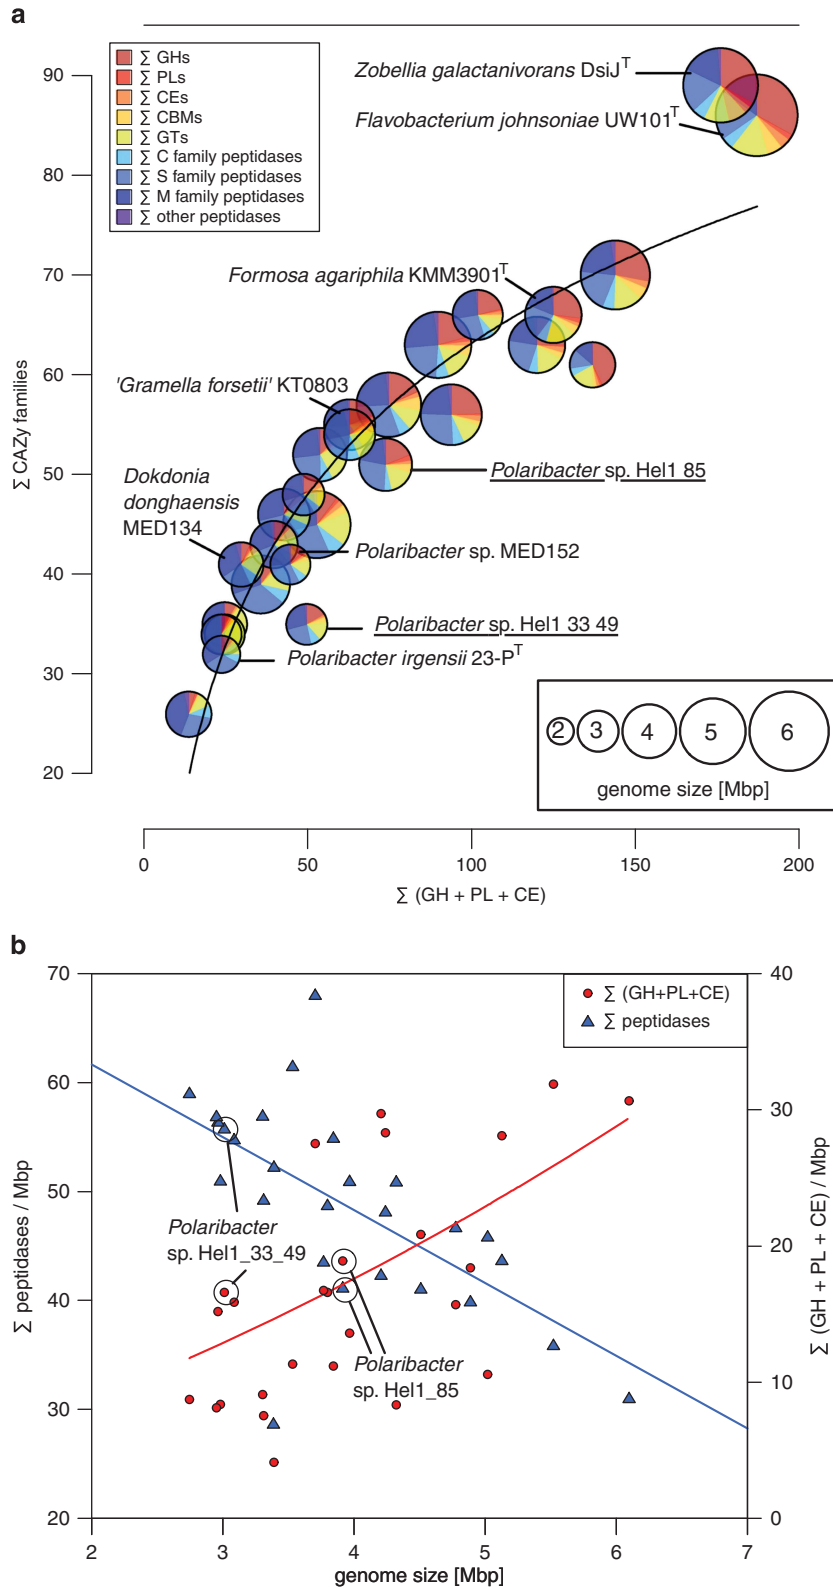 a
∑ GHs
∑ PLs
∑ CEs
∑ CBMs
∑ GTs
∑ C family peptidases
∑ S family peptidases
∑ M family peptidases
∑ other peptidases
Zobellia galactanivorans DsiJT
Flavobacterium johnsoniae UW101T
Formosa agariphila KMM3901T
'Gramella forsetii' KT0803
Polaribacter sp. Hel1 85
Dokdonia
donghaensis
MED134
Polaribacter sp. MED152
Polaribacter sp. Hel1 33 49
Polaribacter irgensii 23-PT
90
80
70
60
50
40
30
20
∑ CAZy families
2 3 4 5 6
genome size [Mbp]
0 50 100 150 200
∑ (GH + PL + CE)
b
∑ (GH+PL+CE)
∑ peptidases
70
60
50
40
30
20
∑ peptidases / Mbp
40
30
20
10
0
∑ (GH + PL + CE) / Mbp
Polaribacter
sp. Hel1_33_49
Polaribacter
sp. Hel1_85
2 3 4 5 6 7
genome size [Mbp]